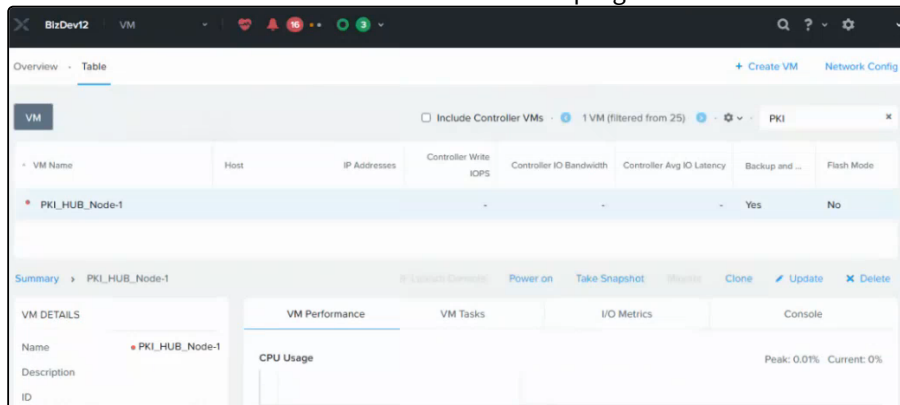 BizDev12 VM 16 3 ?
Overview Table + Create VM Network Config
VM Include Controller VMs 1 VM (filtered from 25) PKI ×
VM Name Host IP Addresses Controller Write IOPS Controller IO Bandwidth Controller Avg IO Latency Backup and ... Flash Mode
PKI_HUB_Node-1 - - - Yes No
Summary > PKI_HUB_Node-1 Launch Console Power on Take Snapshot Migrate Clone Update × Delete
VM DETAILS VM Performance VM Tasks I/O Metrics Console
Name PKI_HUB_Node-1
CPU Usage Peak: 0.01% Current: 0%
Description
ID